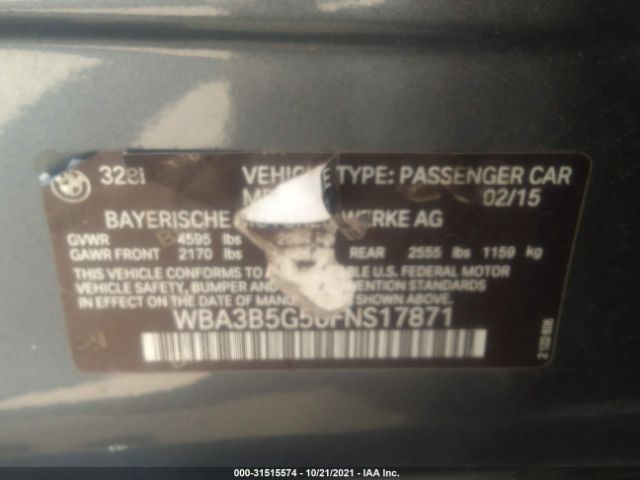 328i VEHICLE TYPE: PASSENGER CAR
02/15
BAYERISCHE WERKE AG
GVWR 4595 lbs
GAWR FRONT 2170 lbs REAR 2555 lbs 1159 kg
THIS VEHICLE CONFORMS TO ALL U.S. FEDERAL MOTOR
VEHICLE SAFETY, BUMPER AND THEFT STANDARDS
IN EFFECT ON THE DATE OF MANU SHOWN ABOVE.
WBA3B5G56FNS17871
000-31515574 - 10/21/2021 - IAA Inc.